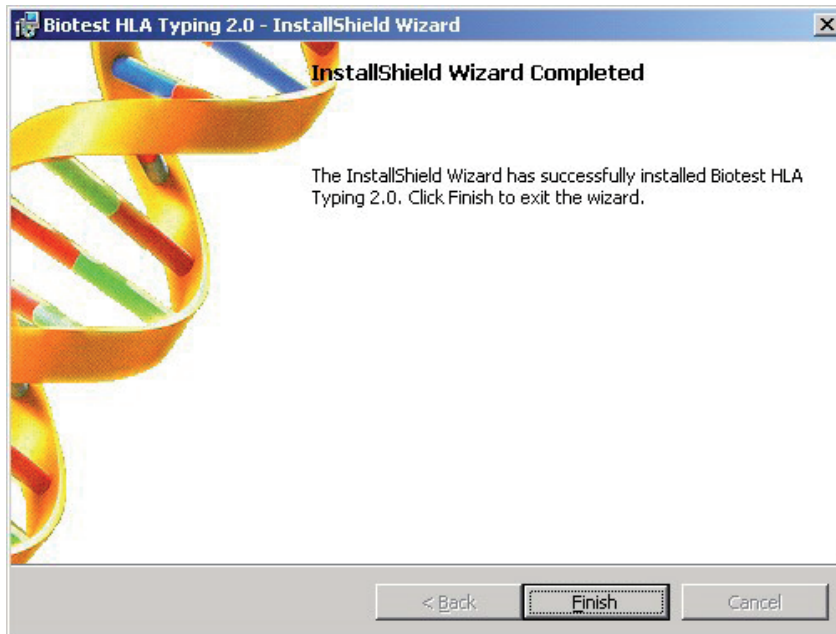 Biotest HLA Typing 2.0 - InstallShield Wizard
InstallShield Wizard Completed
The InstallShield Wizard has successfully installed Biotest HLA
Typing 2.0. Click Finish to exit the wizard.
< Back Finish Cancel